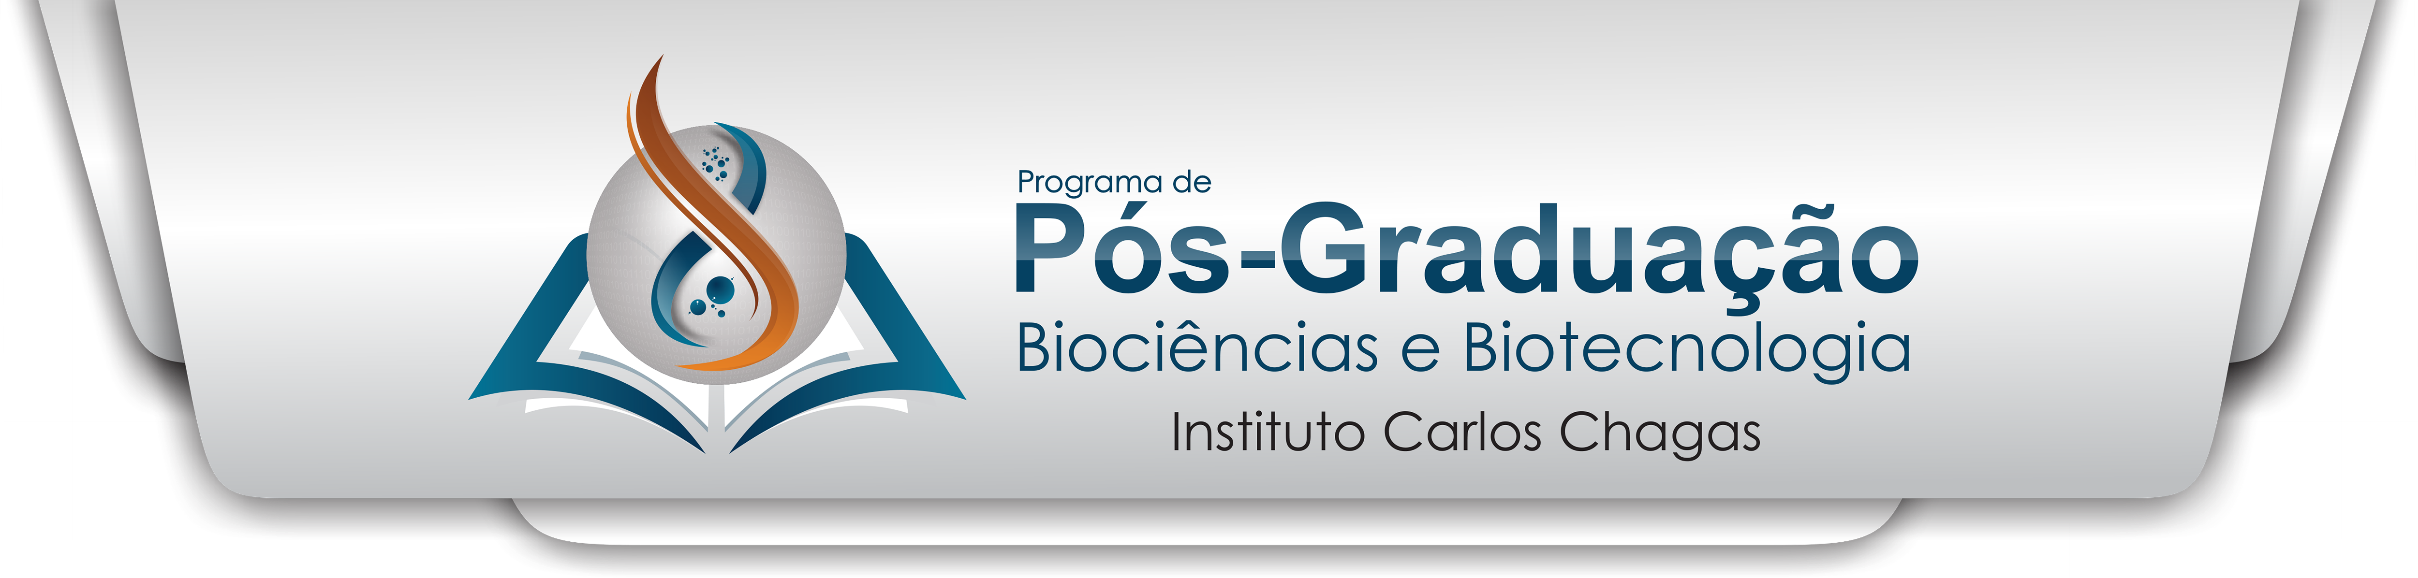 Programa de
Pós-Graduação
Biociências e Biotecnologia
Instituto Carlos Chagas